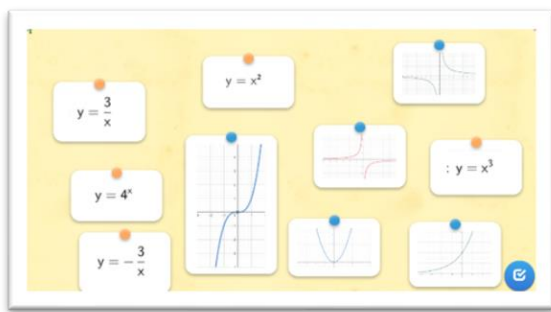 y = x²
y = 3/x
: y = x³
y = 4ˣ
y = − 3/x